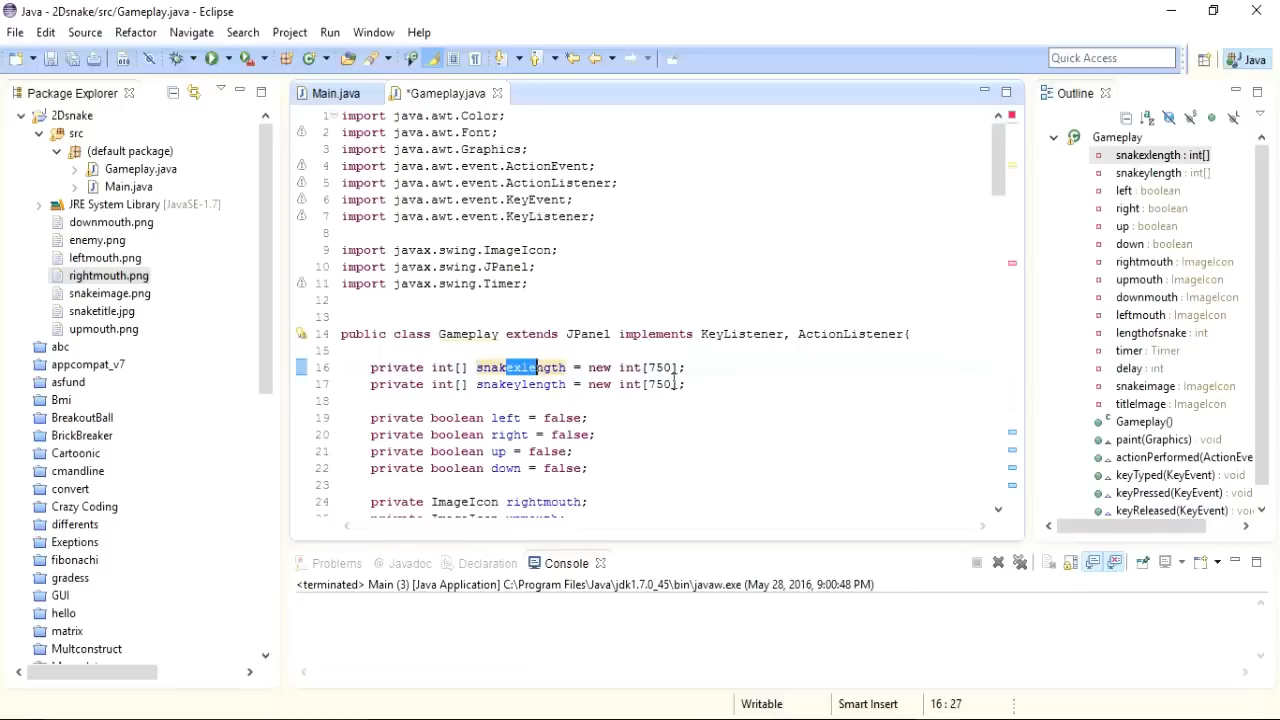 Java - 2Dsnake/src/Gameplay.java - Eclipse
File Edit Source Refactor Navigate Search Project Run Window Help
Quick Access
Java
Package Explorer
2Dsnake
src
(default package)
Gameplay.java
Main.java
JRE System Library [JavaSE-1.7]
downmouth.png
enemy.png
leftmouth.png
rightmouth.png
snakeimage.png
snaketitle.jpg
upmouth.png
abc
appcompat_v7
asfund
Bmi
BreakoutBall
BrickBreaker
Cartoonic
cmandline
convert
Crazy Coding
differents
Exeptions
fibonachi
gradess
GUI
hello
matrix
Multconstruct
Main.java
*Gameplay.java
1 import java.awt.Color;
2 import java.awt.Font;
3 import java.awt.Graphics;
4 import java.awt.event.ActionEvent;
5 import java.awt.event.ActionListener;
6 import java.awt.event.KeyEvent;
7 import java.awt.event.KeyListener;
8
9 import javax.swing.ImageIcon;
10 import javax.swing.JPanel;
11 import javax.swing.Timer;
12
13
14 public class Gameplay extends JPanel implements KeyListener, ActionListener{
15
16 private int[] snakexlength = new int[750];
17 private int[] snakeylength = new int[750];
18
19 private boolean left = false;
20 private boolean right = false;
21 private boolean up = false;
22 private boolean down = false;
23
24 private ImageIcon rightmouth;
25 private ImageIcon upmouth;
Outline
Gameplay
snakexlength : int[]
snakeylength : int[]
left : boolean
right : boolean
up : boolean
down : boolean
rightmouth : ImageIcon
upmouth : ImageIcon
downmouth : ImageIcon
leftmouth : ImageIcon
lengthofsnake : int
timer : Timer
delay : int
snakeimage : ImageIcon
titleImage : ImageIcon
Gameplay()
paint(Graphics) : void
actionPerformed(ActionEve
keyTyped(KeyEvent) : void
keyPressed(KeyEvent) : void
keyReleased(KeyEvent) : void
Problems Javadoc Declaration Console
<terminated> Main (3) [Java Application] C:\Program Files\Java\jdk1.7.0_45\bin\javaw.exe (May 28, 2016, 9:00:48 PM)
Writable Smart Insert 16 : 27